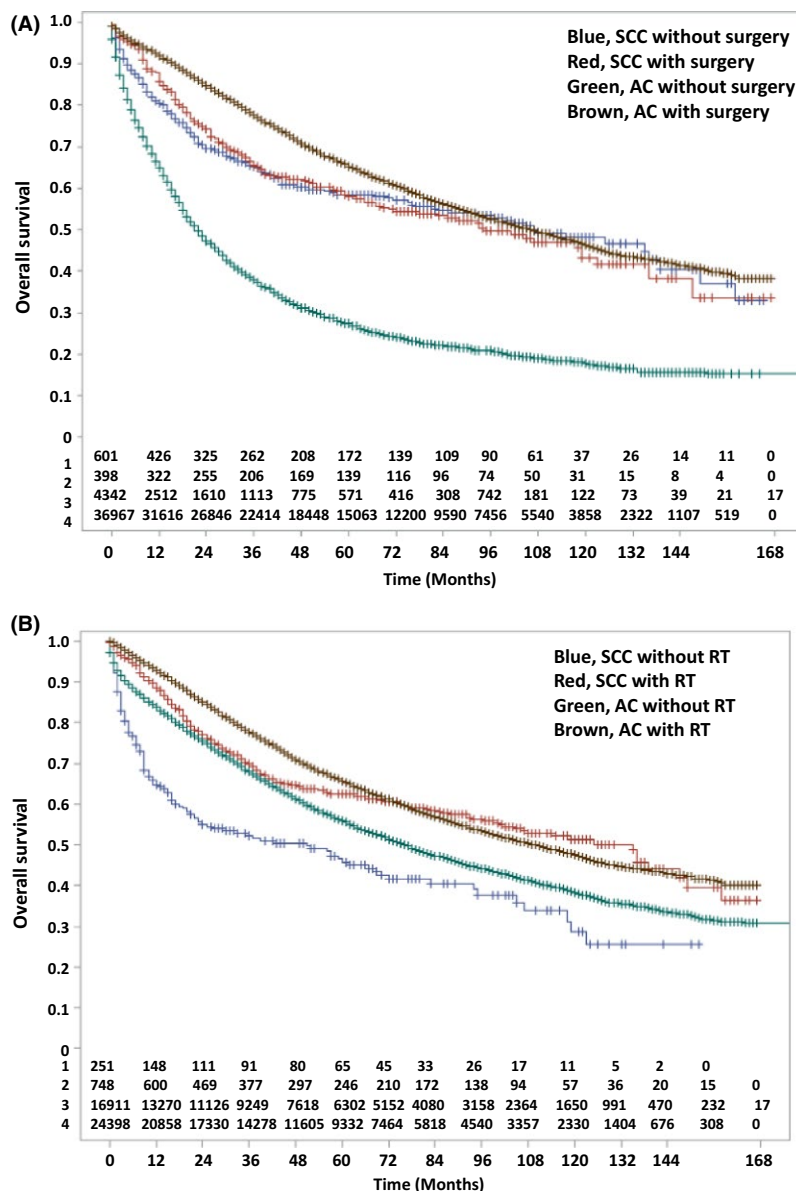 (A)
Blue, SCC without surgery
Red, SCC with surgery
Green, AC without surgery
Brown, AC with surgery
Overall survival
1.0
0.9
0.8
0.7
0.6
0.5
0.4
0.3
0.2
0.1
0
1 601 426 325 262 208 172 139 109 90 61 37 26 14 11 0
2 398 322 255 206 169 139 116 96 74 50 31 15 8 4 0
3 4342 2512 1610 1113 775 571 416 308 742 181 122 73 39 21 17
4 36967 31616 26846 22414 18448 15063 12200 9590 7456 5540 3858 2322 1107 519 0
0 12 24 36 48 60 72 84 96 108 120 132 144 168
Time (Months)
(B)
Blue, SCC without RT
Red, SCC with RT
Green, AC without RT
Brown, AC with RT
Overall survival
1.0
0.9
0.8
0.7
0.6
0.5
0.4
0.3
0.2
0.1
0
1 251 148 111 91 80 65 45 33 26 17 11 5 2 0
2 748 600 469 377 297 246 210 172 138 94 57 36 20 15 0
3 16911 13270 11126 9249 7618 6302 5152 4080 3158 2364 1650 991 470 232 17
4 24398 20858 17330 14278 11605 9332 7464 5818 4540 3357 2330 1404 676 308 0
0 12 24 36 48 60 72 84 96 108 120 132 144 168
Time (Months)